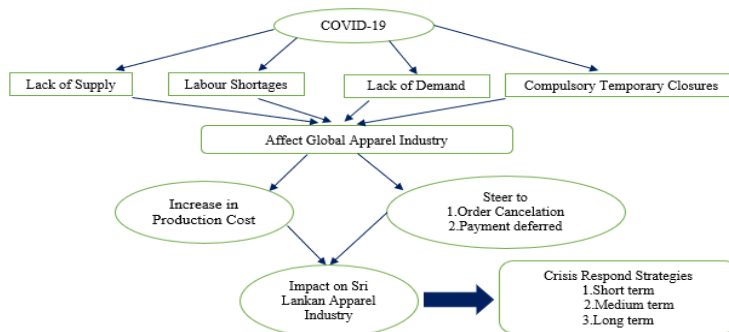 COVID-19
Lack of Supply
Labour Shortages
Lack of Demand
Compulsory Temporary Closures
Affect Global Apparel Industry
Increase in
Production Cost
Steer to
1.Order Cancelation
2.Payment deferred
Impact on Sri
Lankan Apparel
Industry
Crisis Respond Strategies
1.Short term
2.Medium term
3.Long term